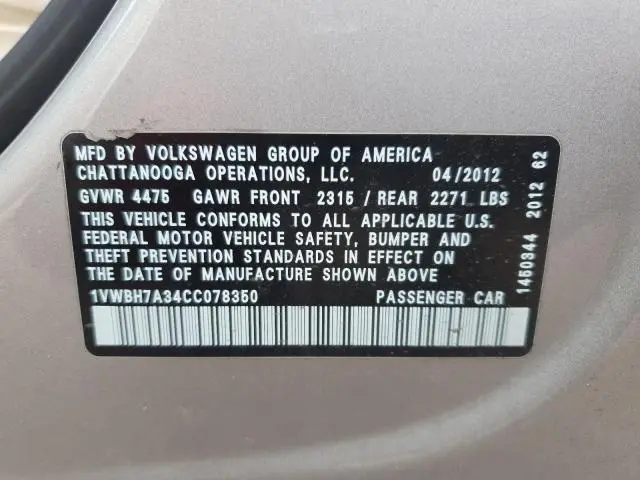 MFD BY VOLKSWAGEN GROUP OF AMERICA
CHATTANOOGA OPERATIONS, LLC. 04/2012
GVWR 4475 GAWR FRONT 2315 / REAR 2271 LBS
THIS VEHICLE CONFORMS TO ALL APPLICABLE U.S.
FEDERAL MOTOR VEHICLE SAFETY, BUMPER AND
THEFT PREVENTION STANDARDS IN EFFECT ON
THE DATE OF MANUFACTURE SHOWN ABOVE.
1VWBH7A34CC078350 PASSENGER CAR
1450344 2012 62